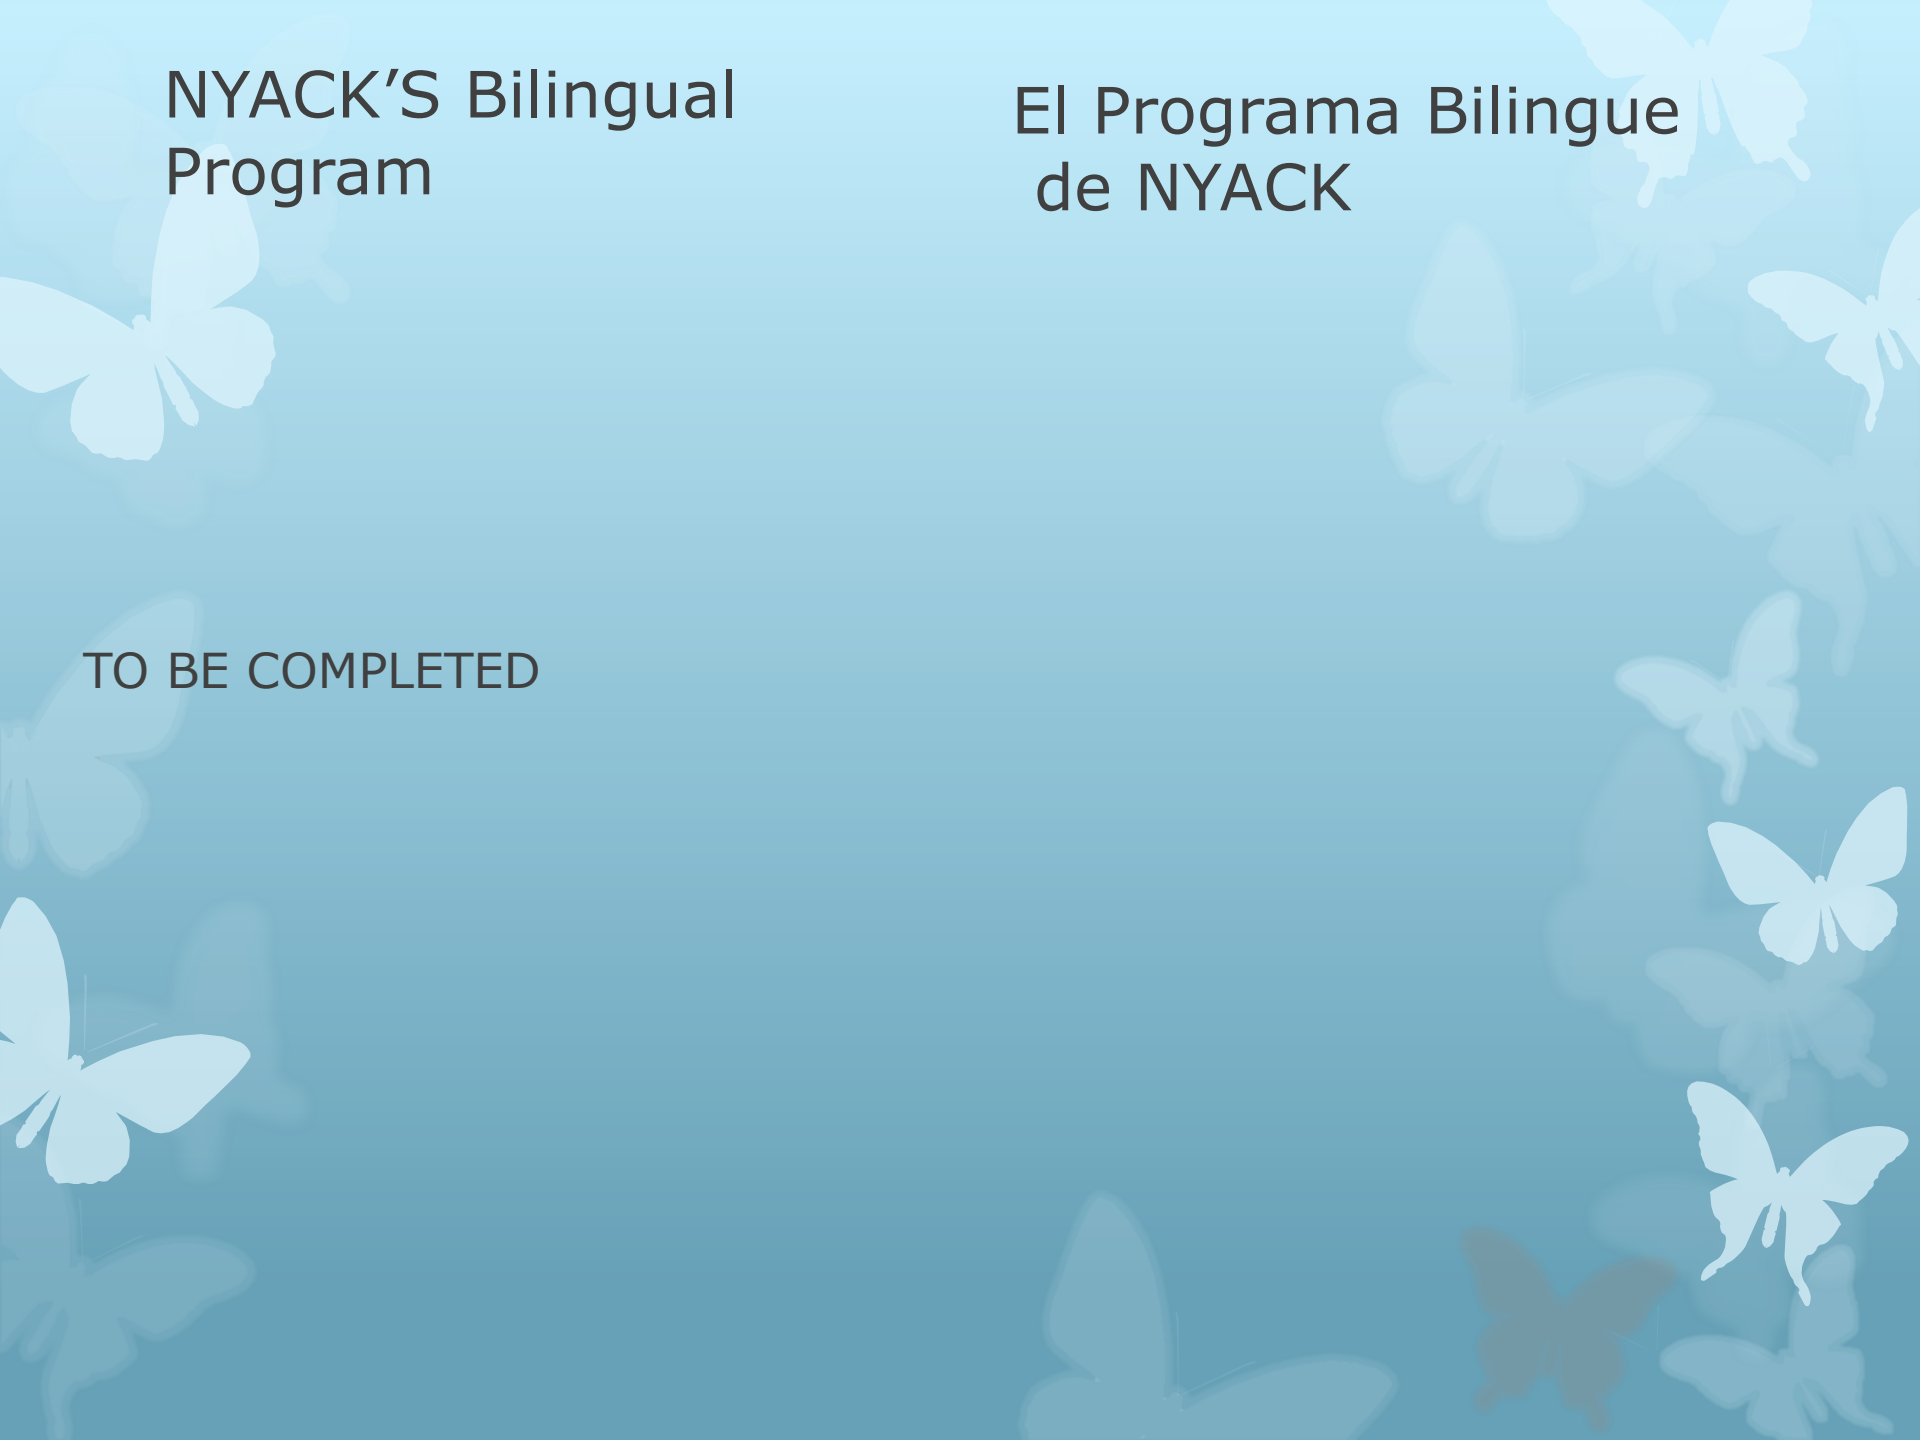 NYACK’S Bilingual
Program
El Programa Bilingue
de NYACK
TO BE COMPLETED